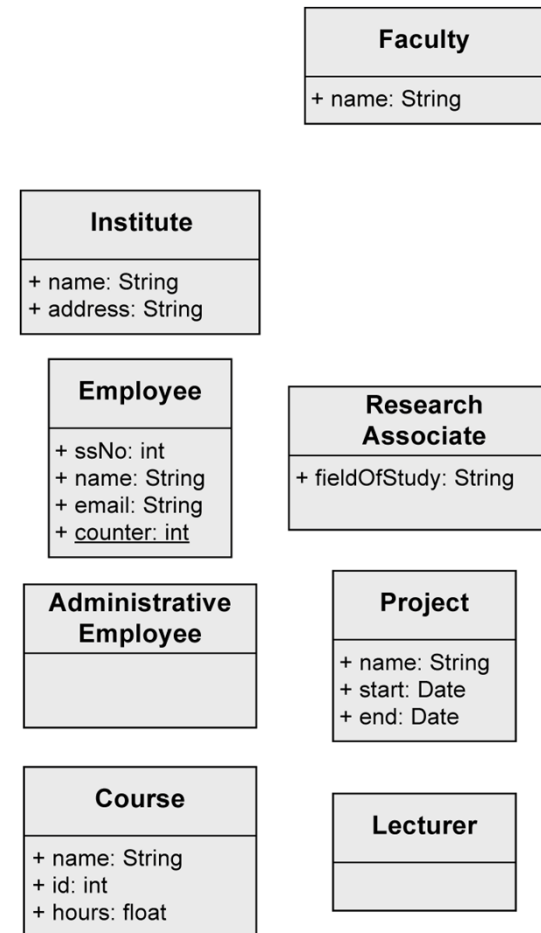 Faculty
+ name: String
Institute
+ name: String
+ address: String
Employee
+ ssNo: int
+ name: String
+ email: String
+ counter: int
Research
Associate
+ fieldOfStudy: String
Administrative
Employee
Project
+ name: String
+ start: Date
+ end: Date
Course
+ name: String
+ id: int
+ hours: float
Lecturer